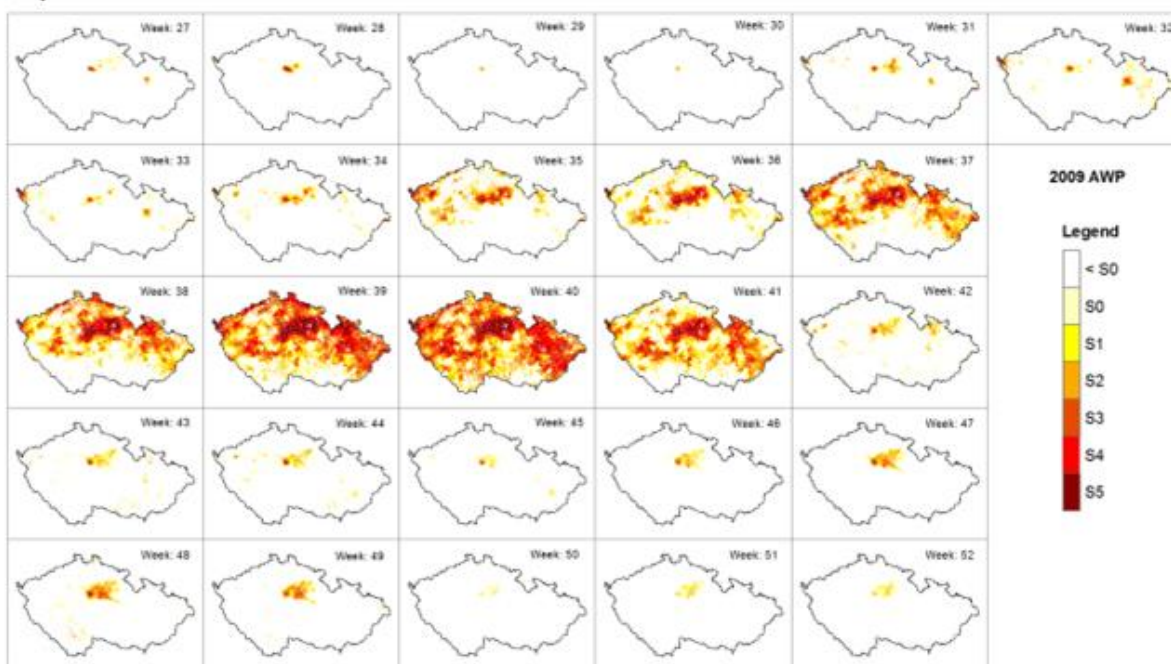 Week: 27
Week: 28
Week: 29
Week: 30
Week: 31
Week: 32
Week: 33
Week: 34
Week: 35
Week: 36
Week: 37
2009 AWP
Legend
< S0
S0
S1
S2
S3
S4
S5
Week: 38
Week: 39
Week: 40
Week: 41
Week: 42
Week: 43
Week: 44
Week: 45
Week: 46
Week: 47
Week: 48
Week: 49
Week: 50
Week: 51
Week: 52